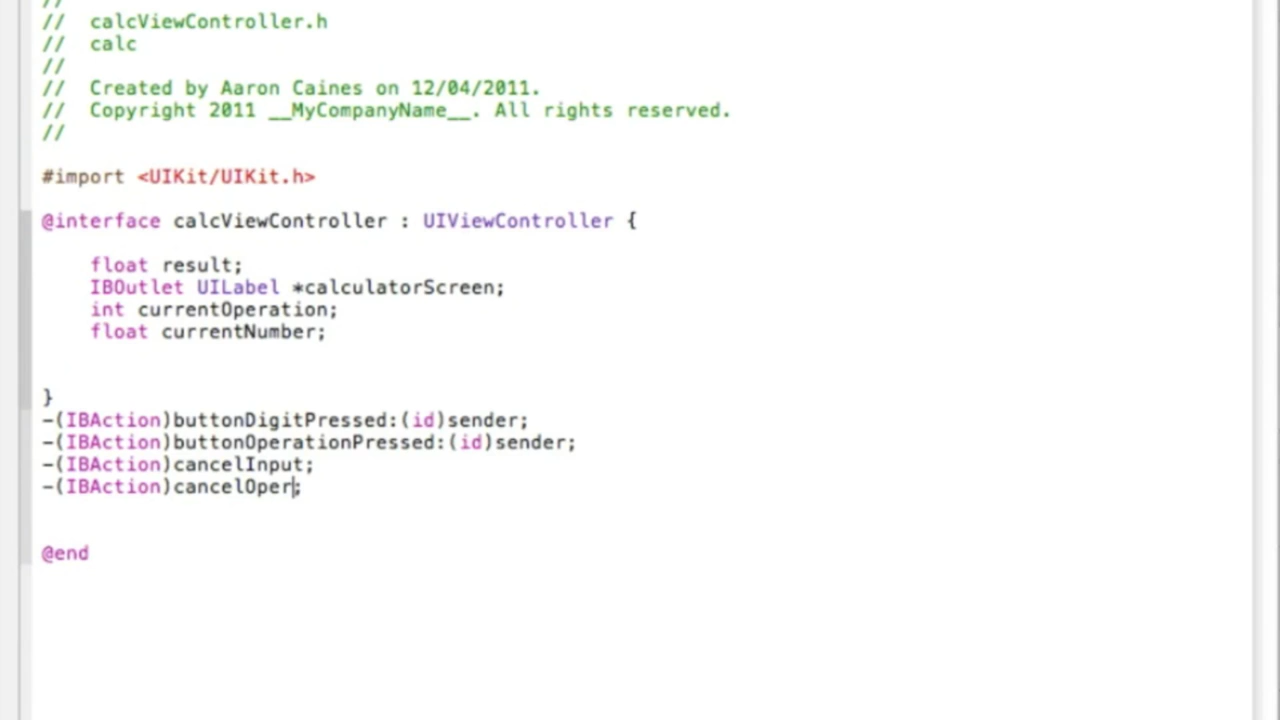 //
//  calcViewController.h
//  calc
//
//  Created by Aaron Caines on 12/04/2011.
//  Copyright 2011 __MyCompanyName__. All rights reserved.
//
#import <UIKit/UIKit.h>
@interface calcViewController : UIViewController {
float result;
IBOutlet UILabel *calculatorScreen;
int currentOperation;
float currentNumber;
}
-(IBAction)buttonDigitPressed:(id)sender;
-(IBAction)buttonOperationPressed:(id)sender;
-(IBAction)cancelInput;
-(IBAction)cancelOper;
@end